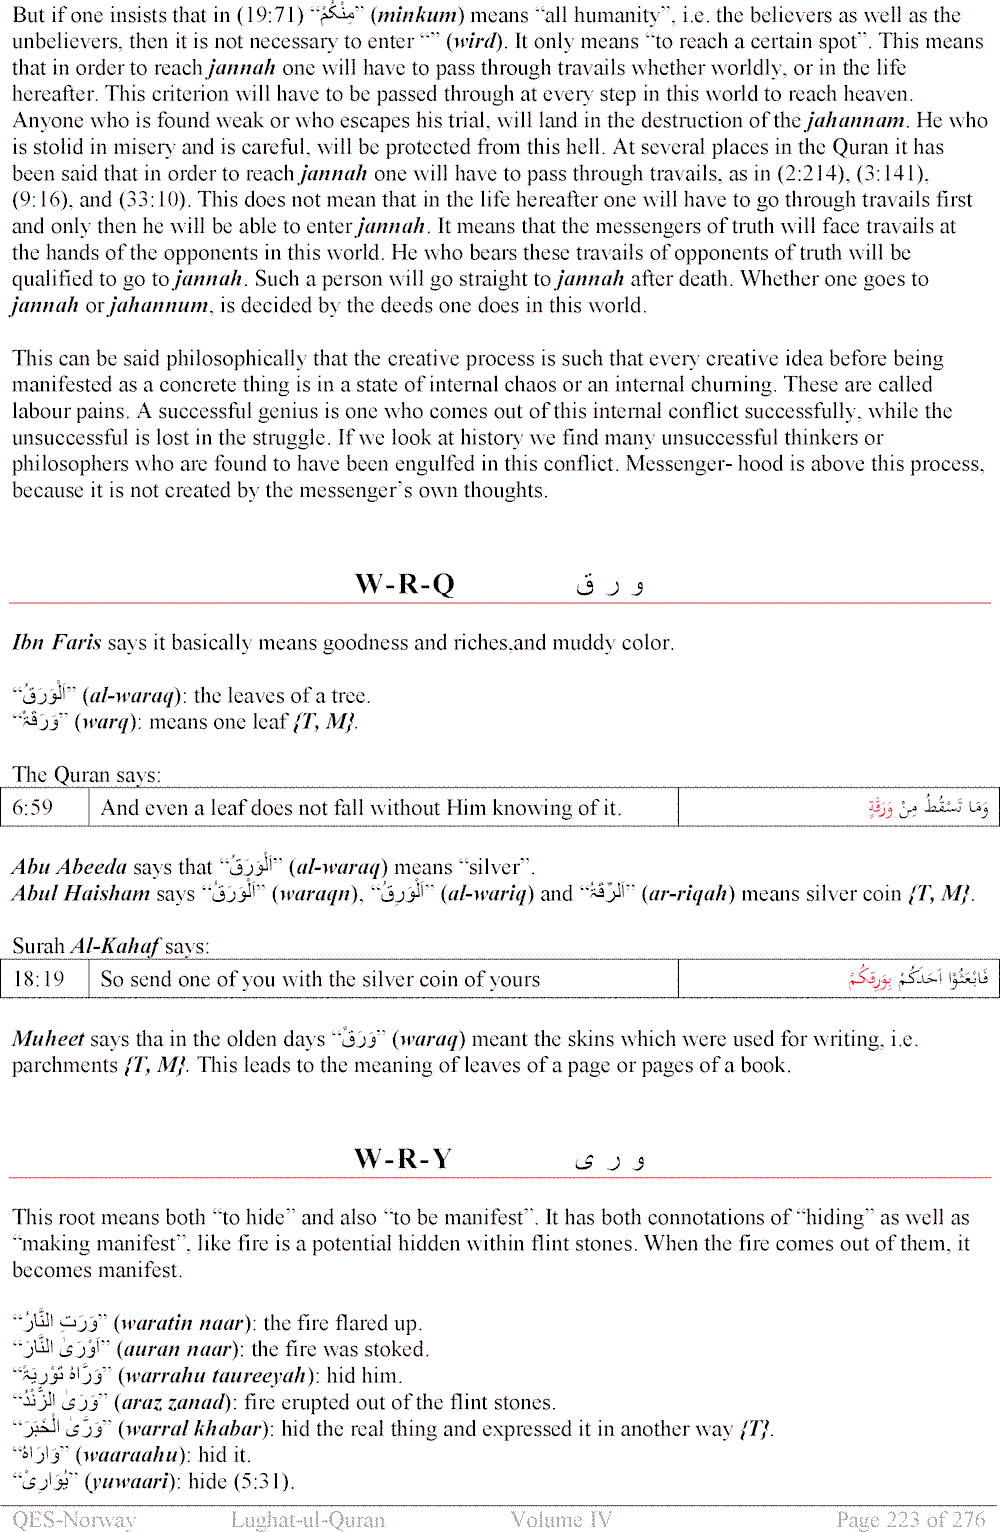 But if one insists that in (19:71) “مِنْكُمْ” (minkum) means “all humanity”, i.e. the believers as well as the
unbelievers, then it is not necessary to enter “” (wird). It only means “to reach a certain spot”. This means
that in order to reach jannah one will have to pass through travails whether worldly, or in the life
hereafter. This criterion will have to be passed through at every step in this world to reach heaven.
Anyone who is found weak or who escapes his trial, will land in the destruction of the jahannam. He who
is stolid in misery and is careful, will be protected from this hell. At several places in the Quran it has
been said that in order to reach jannah one will have to pass through travails, as in (2:214), (3:141),
(9:16), and (33:10). This does not mean that in the life hereafter one will have to go through travails first
and only then he will be able to enter jannah. It means that the messengers of truth will face travails at
the hands of the opponents in this world. He who bears these travails of opponents of truth will be
qualified to go to jannah. Such a person will go straight to jannah after death. Whether one goes to
jannah or jahannum, is decided by the deeds one does in this world.
This can be said philosophically that the creative process is such that every creative idea before being
manifested as a concrete thing is in a state of internal chaos or an internal churning. These are called
labour pains. A successful genius is one who comes out of this internal conflict successfully, while the
unsuccessful is lost in the struggle. If we look at history we find many unsuccessful thinkers or
philosophers who are found to have been engulfed in this conflict. Messenger- hood is above this process,
because it is not created by the messenger’s own thoughts.
W-R-Q و ر ق
Ibn Faris says it basically means goodness and riches,and muddy color.
“اَلْوَرَقُ” (al-waraq): the leaves of a tree.
“وَرَقَةٌ” (warq): means one leaf {T, M}.
The Quran says:
6:59 And even a leaf does not fall without Him knowing of it. وَمَا تَسْقُطُ مِنْ وَرَقَةٍ
Abu Abeeda says that “اَلْوَرَقُ” (al-waraq) means “silver”.
Abul Haisham says “اَلْوَرَقُ” (waraqn), “اَلْوَرِقُ” (al-wariq) and “اَلرِّقَةُ” (ar-riqah) means silver coin {T, M}.
Surah Al-Kahaf says:
18:19 So send one of you with the silver coin of yours فَابْعَثُوْا اَحَدَكُمْ بِوَرِقِكُمْ
Muheet says tha in the olden days “وَرَقٌ” (waraq) meant the skins which were used for writing, i.e.
parchments {T, M}. This leads to the meaning of leaves of a page or pages of a book.
W-R-Y و ر ی
This root means both “to hide” and also “to be manifest”. It has both connotations of “hiding” as well as
“making manifest”, like fire is a potential hidden within flint stones. When the fire comes out of them, it
becomes manifest.
“وَرَتِ النَّارُ” (waratin naar): the fire flared up.
“اَوْرَىٰ النَّارَ” (auran naar): the fire was stoked.
“وَرَّاهُ تَوْرِيَةً” (warrahu taureeyah): hid him.
“وَرَىٰ الزَّنْدُ” (araz zanad): fire erupted out of the flint stones.
“وَرَّىٰ الْخَبَرَ” (warral khabar): hid the real thing and expressed it in another way {T}.
“وَارَاهُ” (waaraahu): hid it.
“يُوَارِىْ” (yuwaari): hide (5:31).
QES-Norway Lughat-ul-Quran Volume IV Page 223 of 276